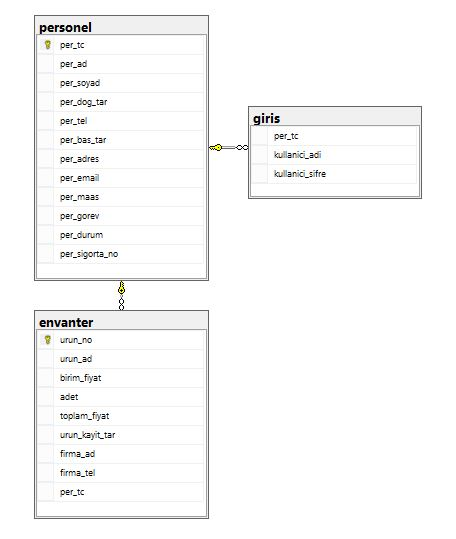 personel
per_tc
per_ad
per_soyad
per_dog_tar
per_tel
per_bas_tar
per_adres
per_email
per_maas
per_gorev
per_durum
per_sigorta_no
giris
per_tc
kullanici_adi
kullanici_sifre
envanter
urun_no
urun_ad
birim_fiyat
adet
toplam_fiyat
urun_kayit_tar
firma_ad
firma_tel
per_tc